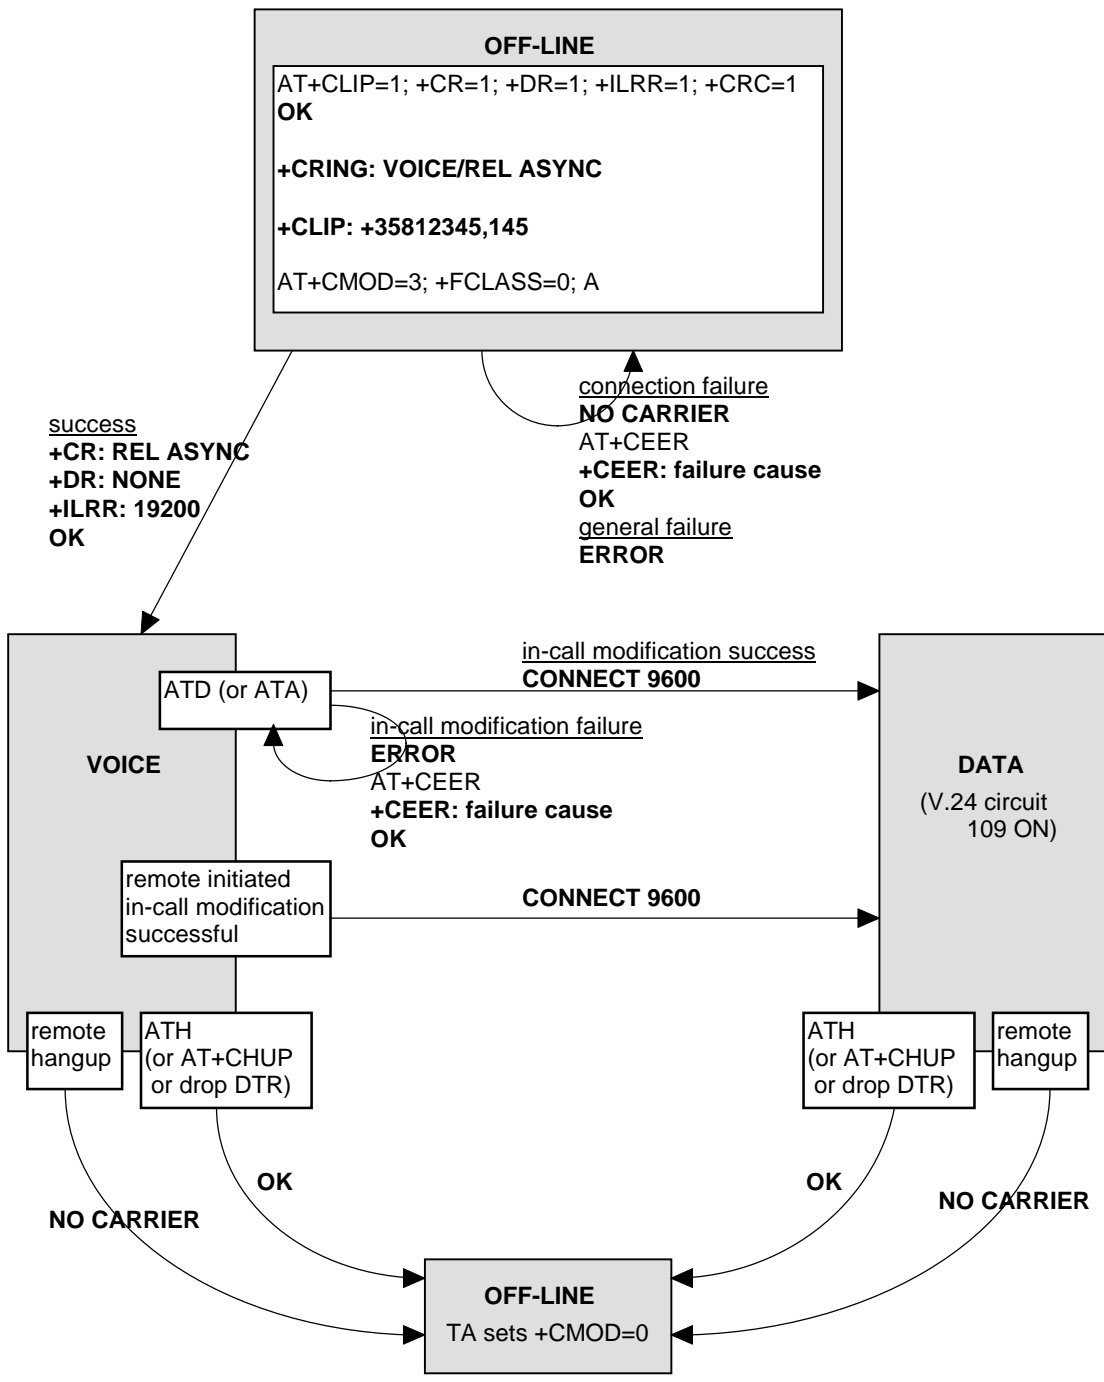 OFF-LINE
AT+CLIP=1; +CR=1; +DR=1; +ILRR=1; +CRC=1
OK
+CRING: VOICE/REL ASYNC
+CLIP: +35812345,145
AT+CMOD=3; +FCLASS=0; A
success
+CR: REL ASYNC
+DR: NONE
+ILRR: 19200
OK
connection failure
NO CARRIER
AT+CEER
+CEER: failure cause
OK
general failure
ERROR
VOICE
ATD (or ATA)
in-call modification success
CONNECT 9600
in-call modification failure
ERROR
AT+CEER
+CEER: failure cause
OK
DATA
(V.24 circuit
109 ON)
remote initiated
in-call modification
successful
CONNECT 9600
remote
hangup
ATH
(or AT+CHUP
or drop DTR)
ATH
(or AT+CHUP
or drop DTR)
remote
hangup
NO CARRIER
OK
OK
NO CARRIER
OFF-LINE
TA sets +CMOD=0